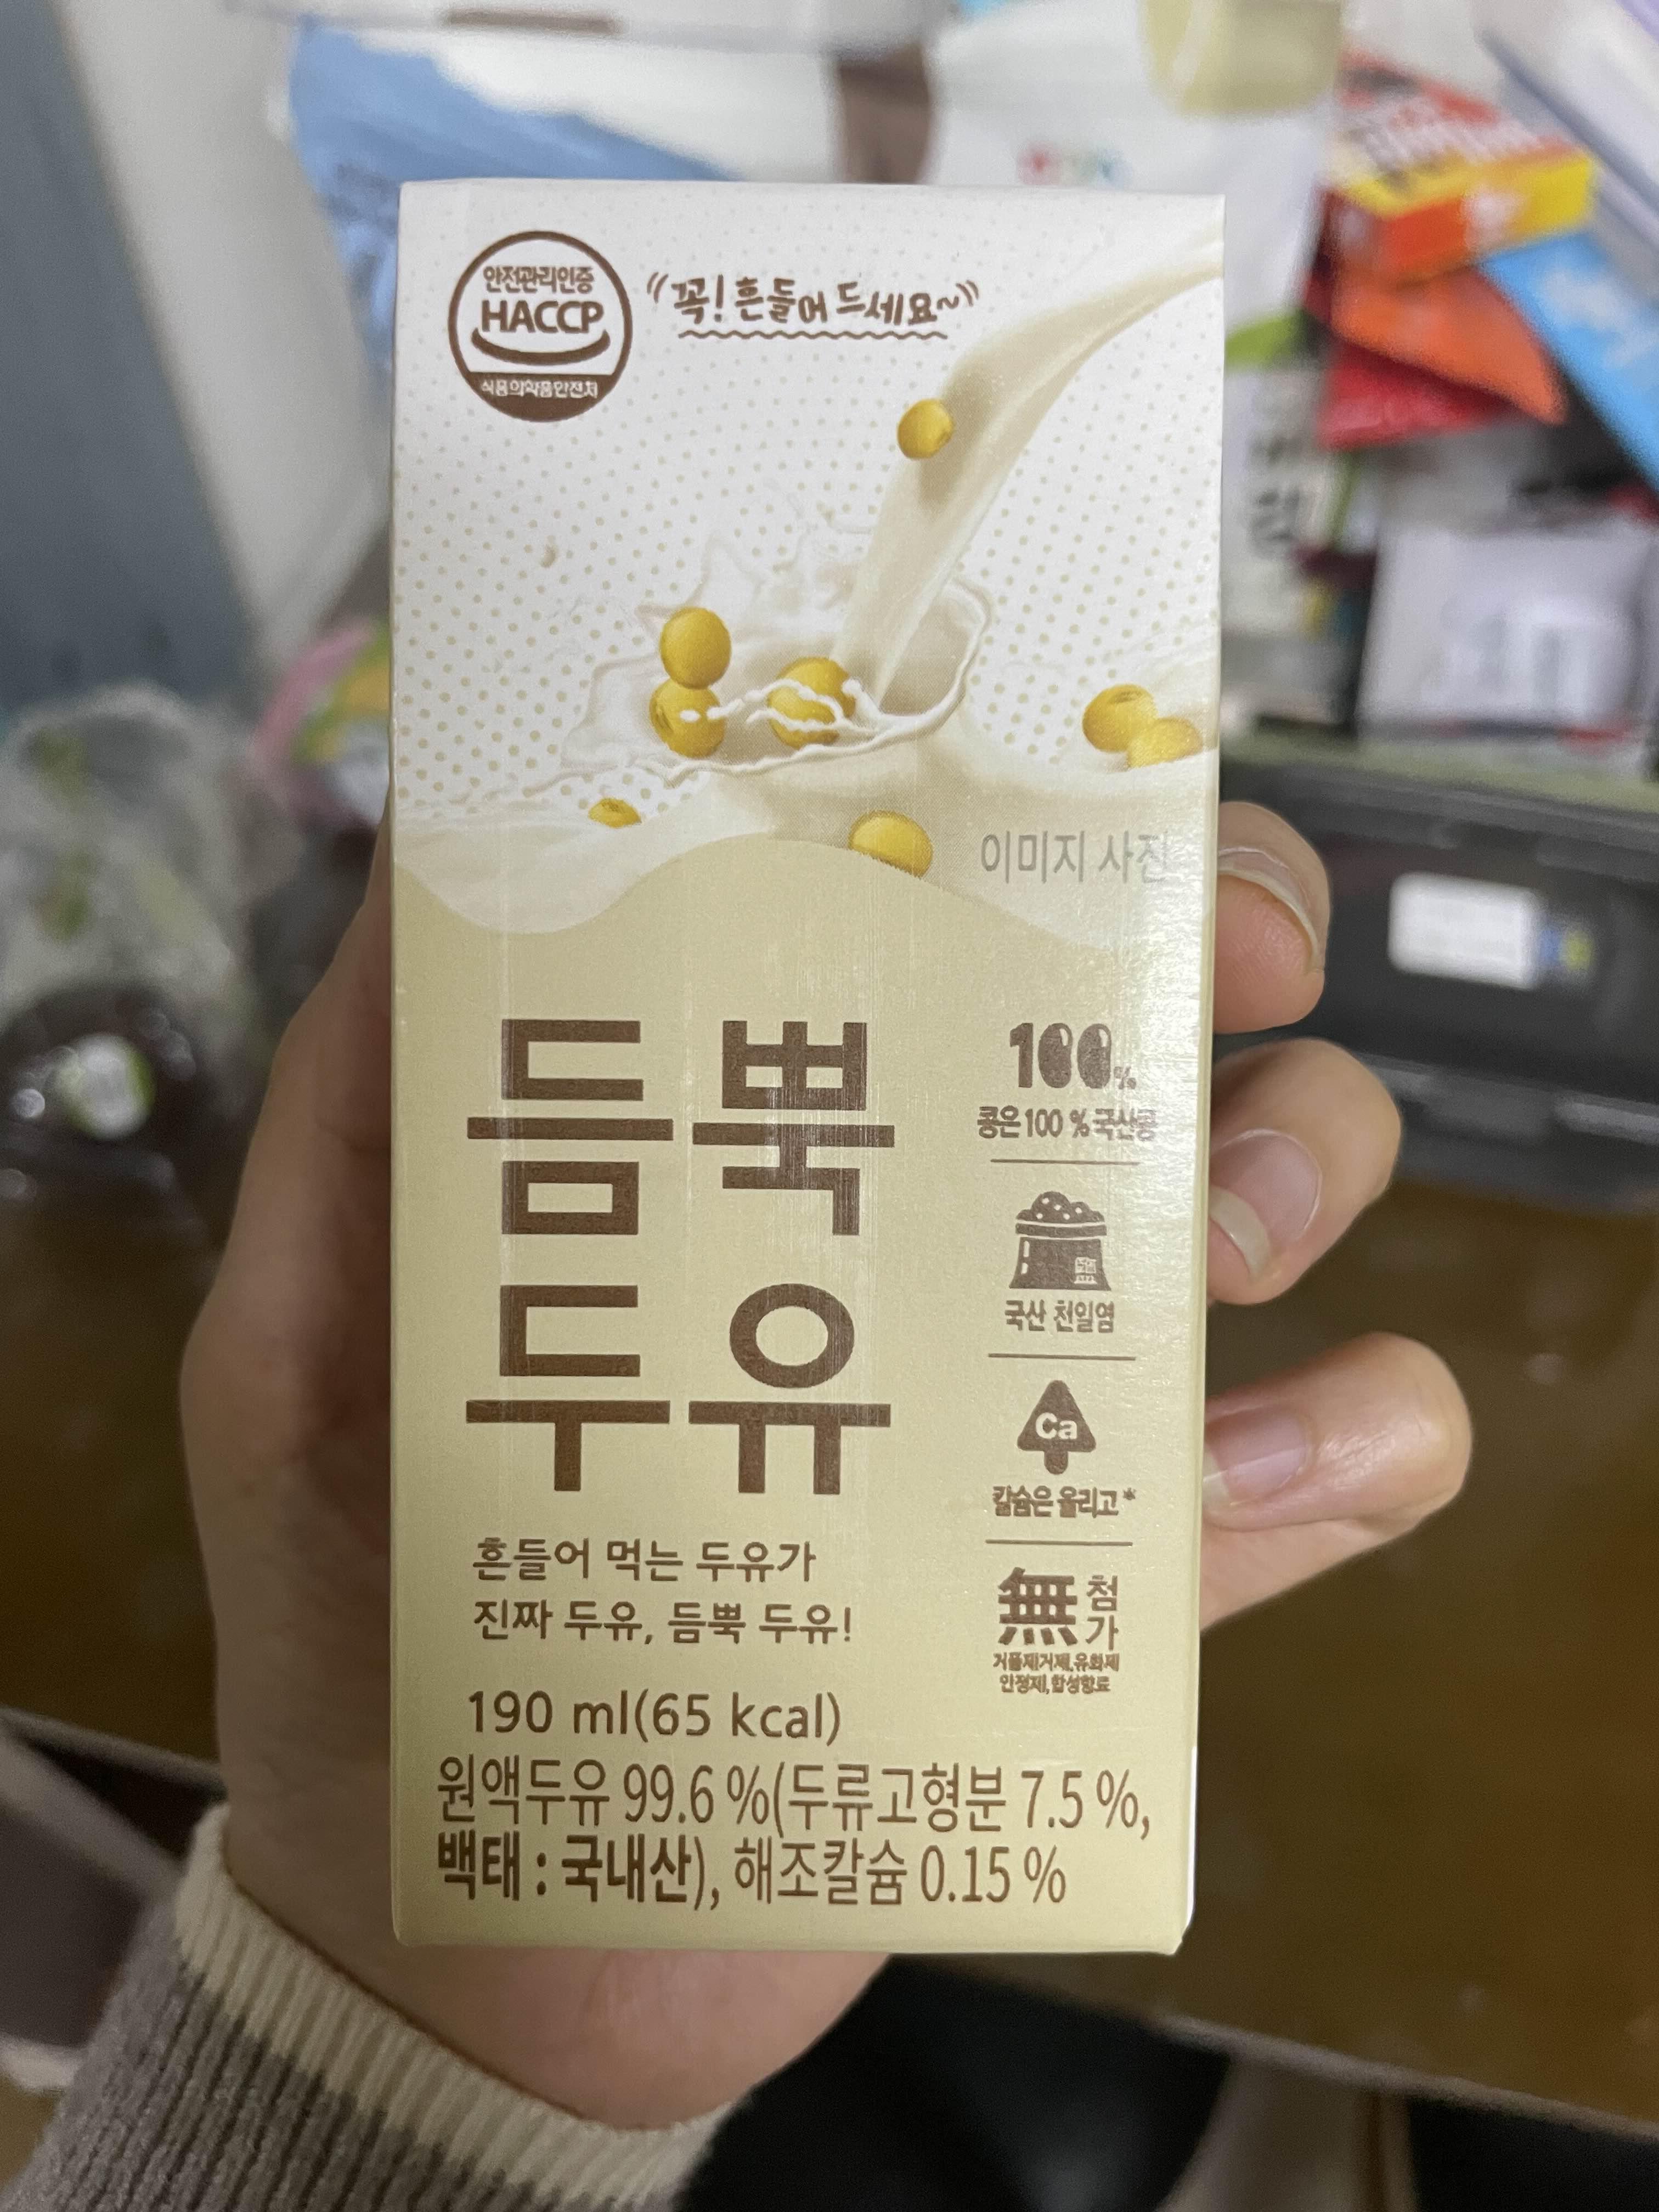 안전관리인증
HACCP
식품의약품안전처
꼭! 흔들어 드세요~
이미지 사진
듬뿍
두유
100%
콩은 100 % 국산콩
국산 천일염
Ca
칼슘은 올리고*
無첨가
거품제거제, 유화제
안정제, 합성향료
흔들어 먹는 두유가
진짜 두유, 듬뿍 두유!
190 ml(65 kcal)
원액두유 99.6 %(두류고형분 7.5 %,
백태 : 국내산), 해조칼슘 0.15 %